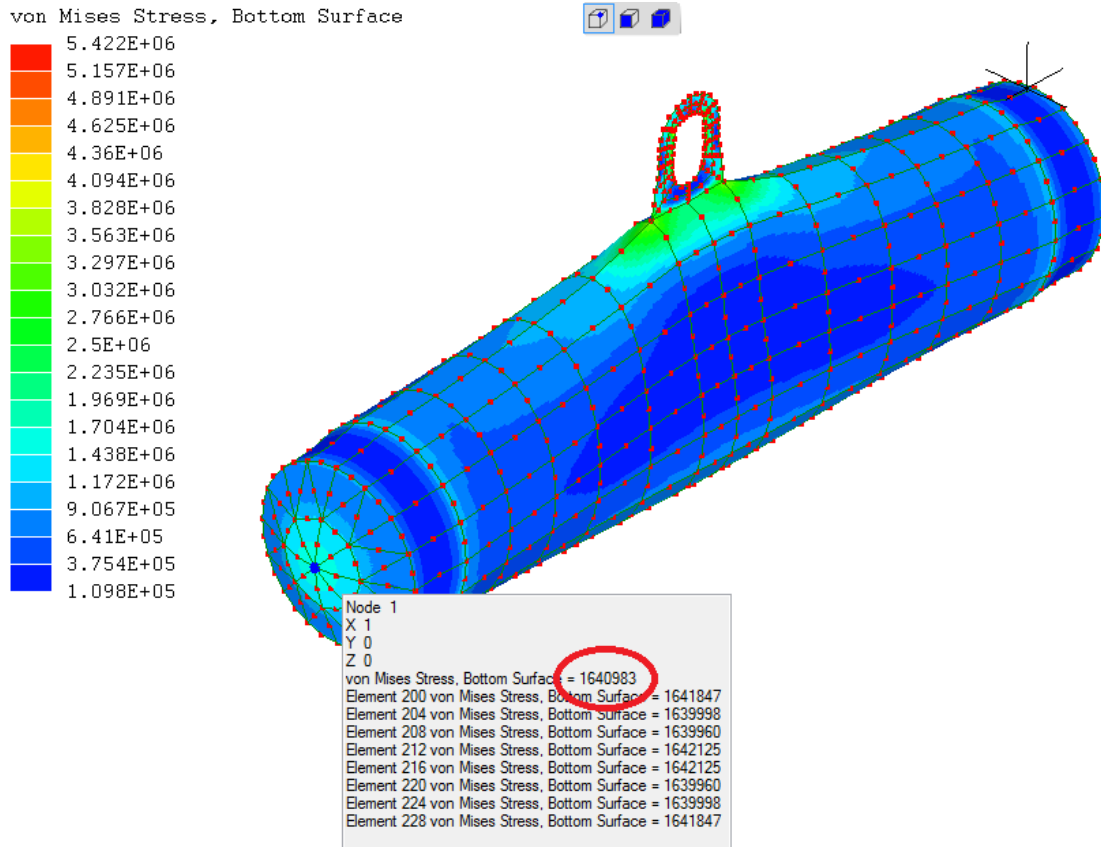 von Mises Stress, Bottom Surface
5.422E+06
5.157E+06
4.891E+06
4.625E+06
4.36E+06
4.094E+06
3.828E+06
3.563E+06
3.297E+06
3.032E+06
2.766E+06
2.5E+06
2.235E+06
1.969E+06
1.704E+06
1.438E+06
1.172E+06
9.067E+05
6.41E+05
3.754E+05
1.098E+05
Node 1
X 1
Y 0
Z 0
von Mises Stress, Bottom Surface = 1640983
Element 200 von Mises Stress, Bottom Surface = 1641847
Element 204 von Mises Stress, Bottom Surface = 1639998
Element 208 von Mises Stress, Bottom Surface = 1639960
Element 212 von Mises Stress, Bottom Surface = 1642125
Element 216 von Mises Stress, Bottom Surface = 1642125
Element 220 von Mises Stress, Bottom Surface = 1639960
Element 224 von Mises Stress, Bottom Surface = 1639998
Element 228 von Mises Stress, Bottom Surface = 1641847